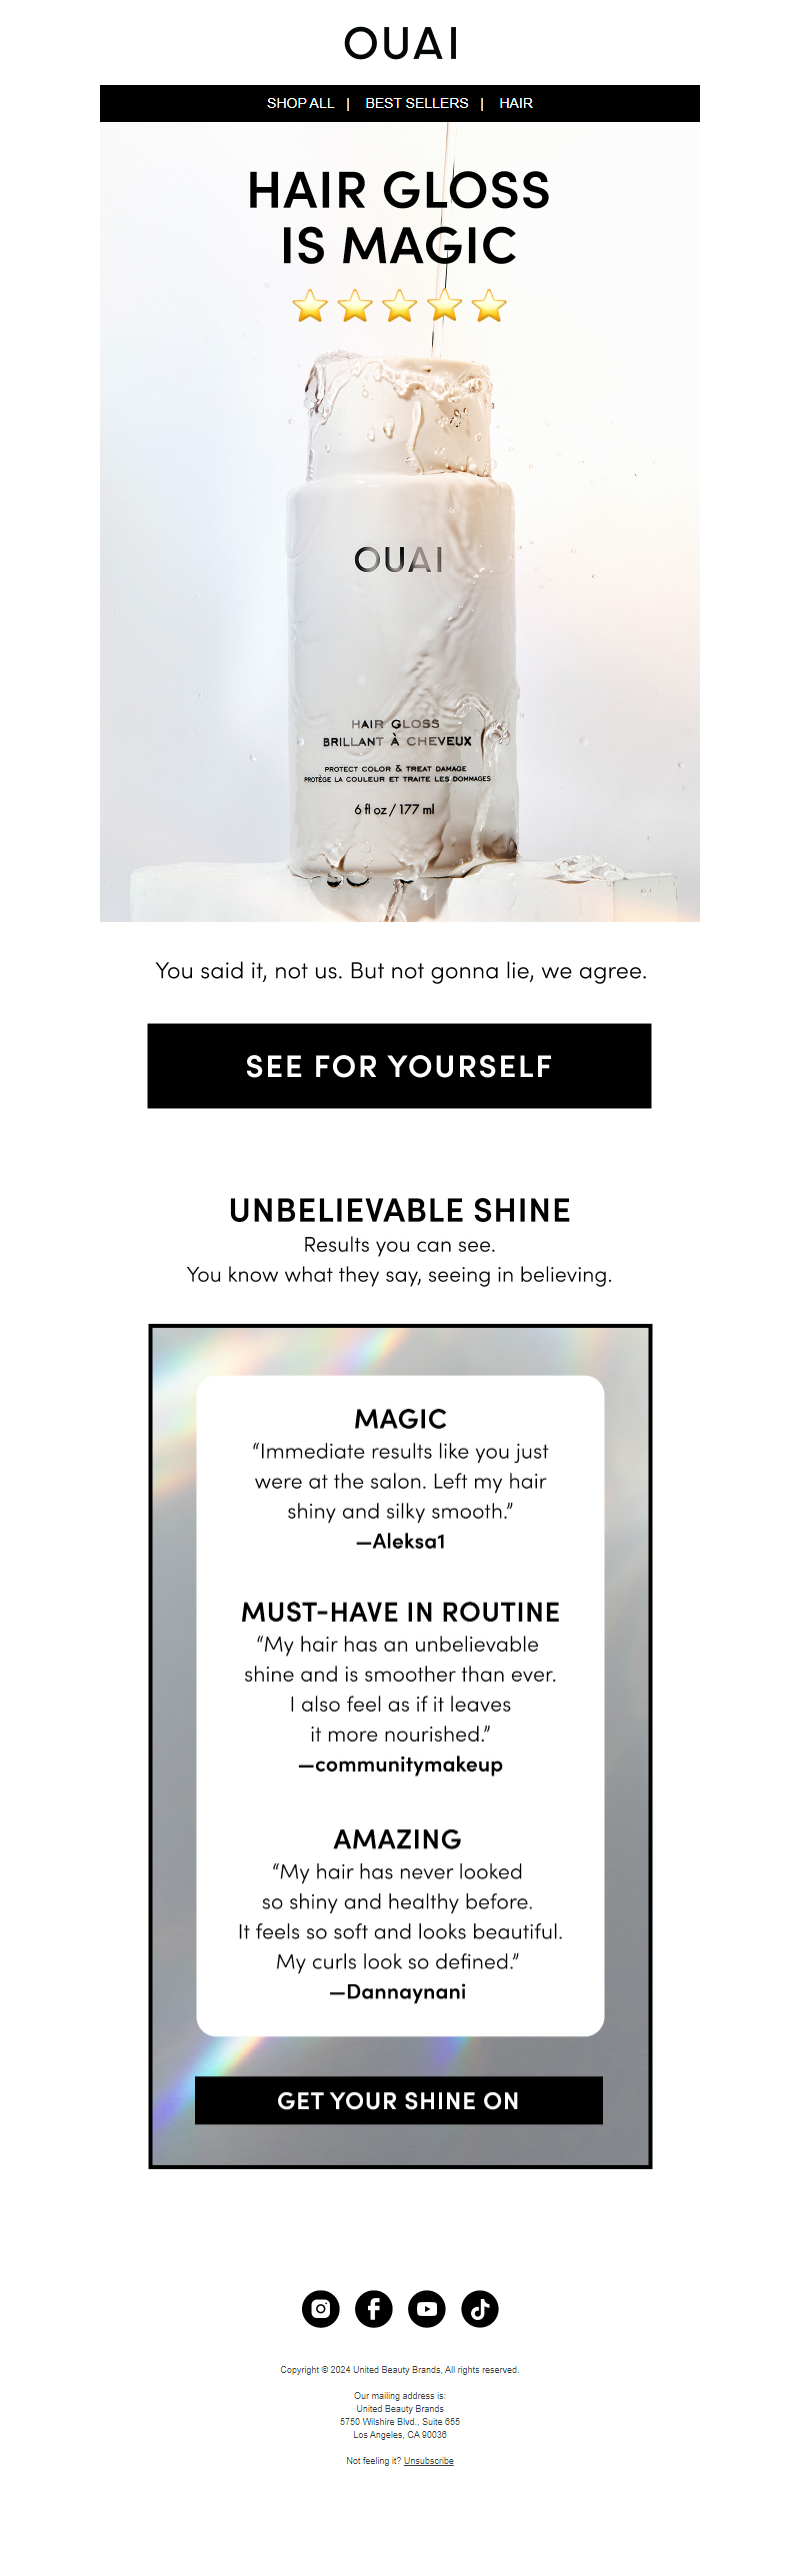 OUAI
SHOP ALL | BEST SELLERS | HAIR
HAIR GLOSS
IS MAGIC
OUAI
HAIR GLOSS
BRILLANT À CHEVEUX
PROTECT COLOR & TREAT DAMAGE
PROTÈGE LA COULEUR ET TRAITE LES DOMMAGES
6 fl oz / 177 ml
You said it, not us. But not gonna lie, we agree.
SEE FOR YOURSELF
UNBELIEVABLE SHINE
Results you can see.
You know what they say, seeing in believing.
MAGIC
“Immediate results like you just
were at the salon. Left my hair
shiny and silky smooth.”
—Aleksa1
MUST-HAVE IN ROUTINE
“My hair has an unbelievable
shine and is smoother than ever.
I also feel as if it leaves
it more nourished.”
—communitymakeup
AMAZING
“My hair has never looked
so shiny and healthy before.
It feels so soft and looks beautiful.
My curls look so defined.”
—Dannaynani
GET YOUR SHINE ON
Copyright © 2024 United Beauty Brands, All rights reserved.
Our mailing address is:
United Beauty Brands
5750 Wilshire Blvd., Suite 655
Los Angeles, CA 90036
Not feeling it? Unsubscribe